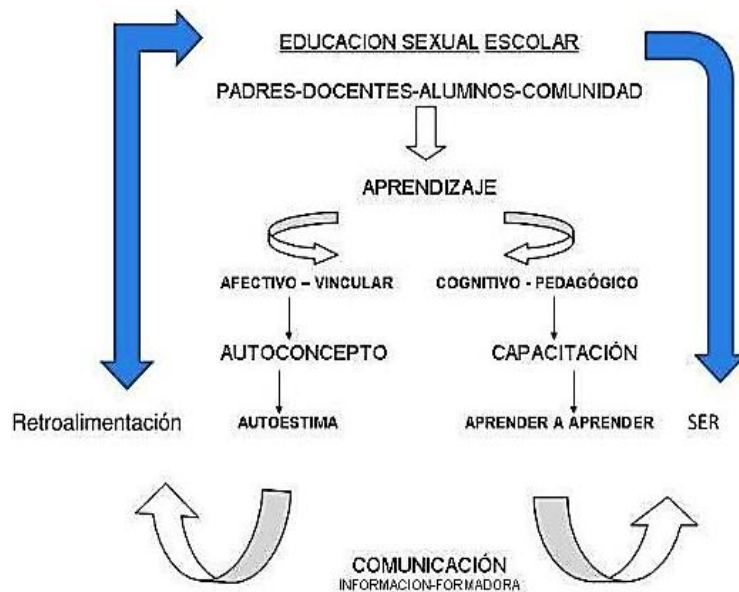 EDUCACION SEXUAL ESCOLAR
PADRES-DOCENTES-ALUMNOS-COMUNIDAD
APRENDIZAJE
AFECTIVO – VINCULAR
COGNITIVO - PEDAGÓGICO
AUTOCONCEPTO
CAPACITACIÓN
Retroalimentación
AUTOESTIMA
APRENDER A APRENDER
SER
COMUNICACIÓN
INFORMACION-FORMADORA